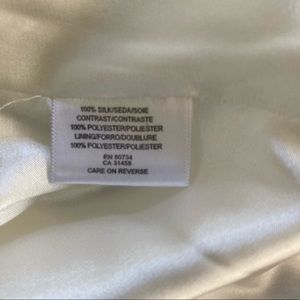 100% SILK/SEDA/SOIE
CONTRAST/CONTRASTE
100% POLYESTER/POLIESTER
LINING/FORRO/DOUBLURE
100% POLYESTER/POLIESTER
RN 80734
CA 31458
CARE ON REVERSE